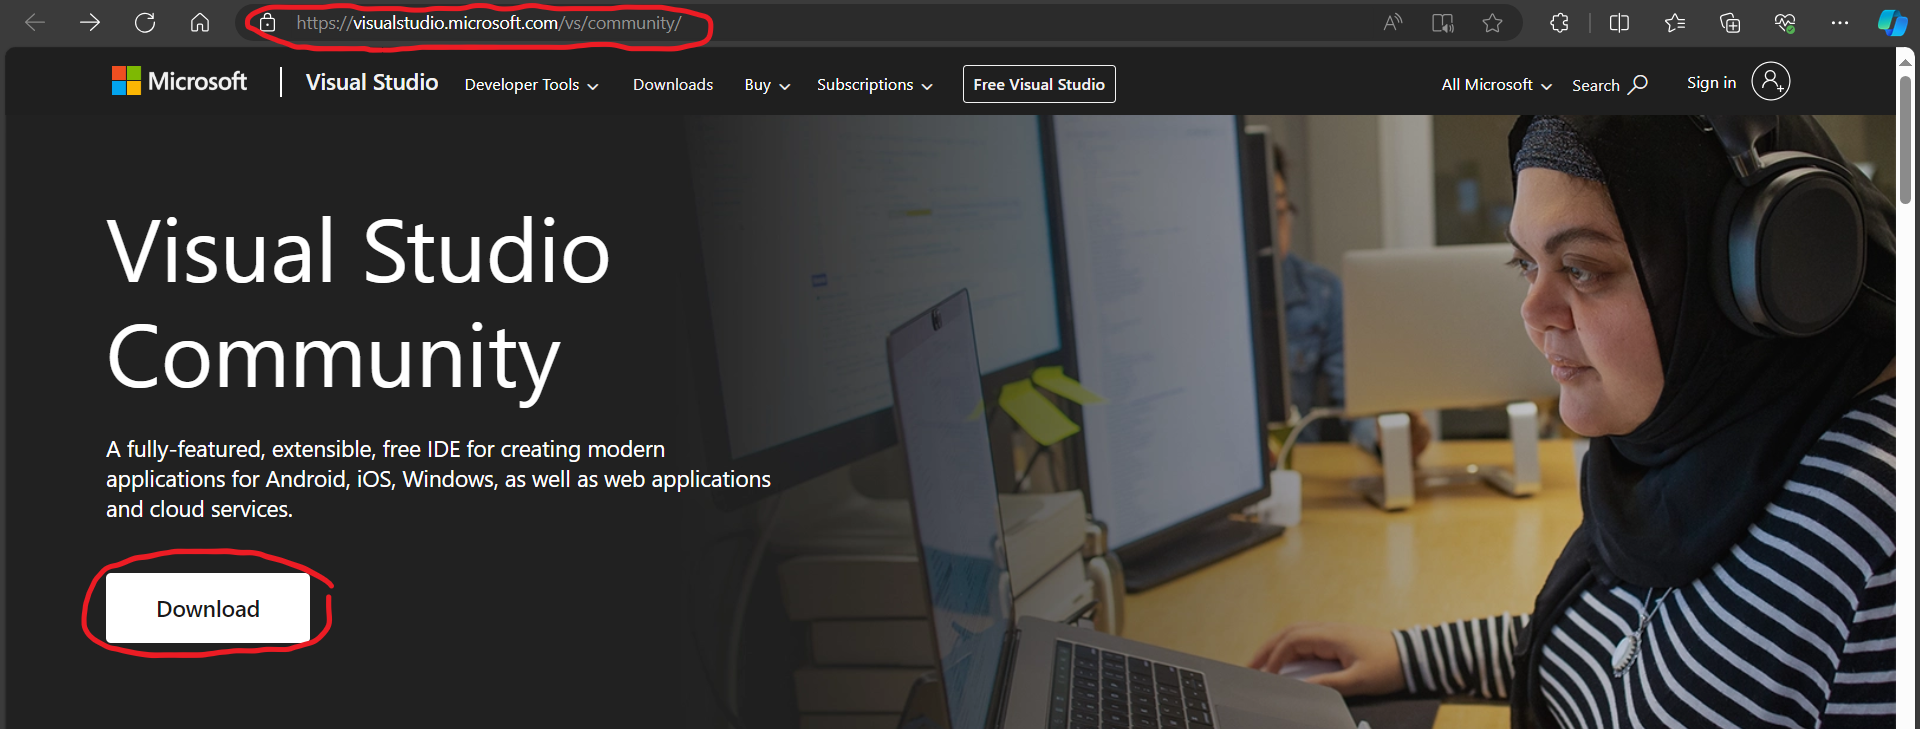 https://visualstudio.microsoft.com/vs/community/
Microsoft
Visual Studio
Developer Tools
Downloads
Buy
Subscriptions
Free Visual Studio
All Microsoft
Search
Sign in
Visual Studio
Community
A fully-featured, extensible, free IDE for creating modern
applications for Android, iOS, Windows, as well as web applications
and cloud services.
Download